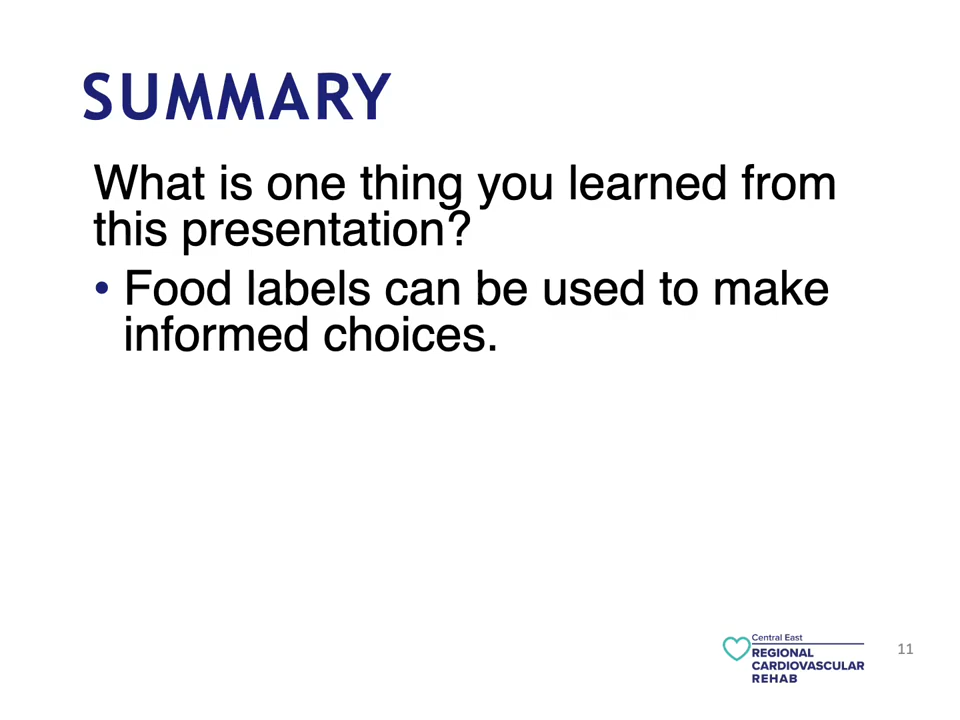 SUMMARY
What is one thing you learned from
this presentation?
• Food labels can be used to make
informed choices.
Central East
REGIONAL
CARDIOVASCULAR
REHAB
11